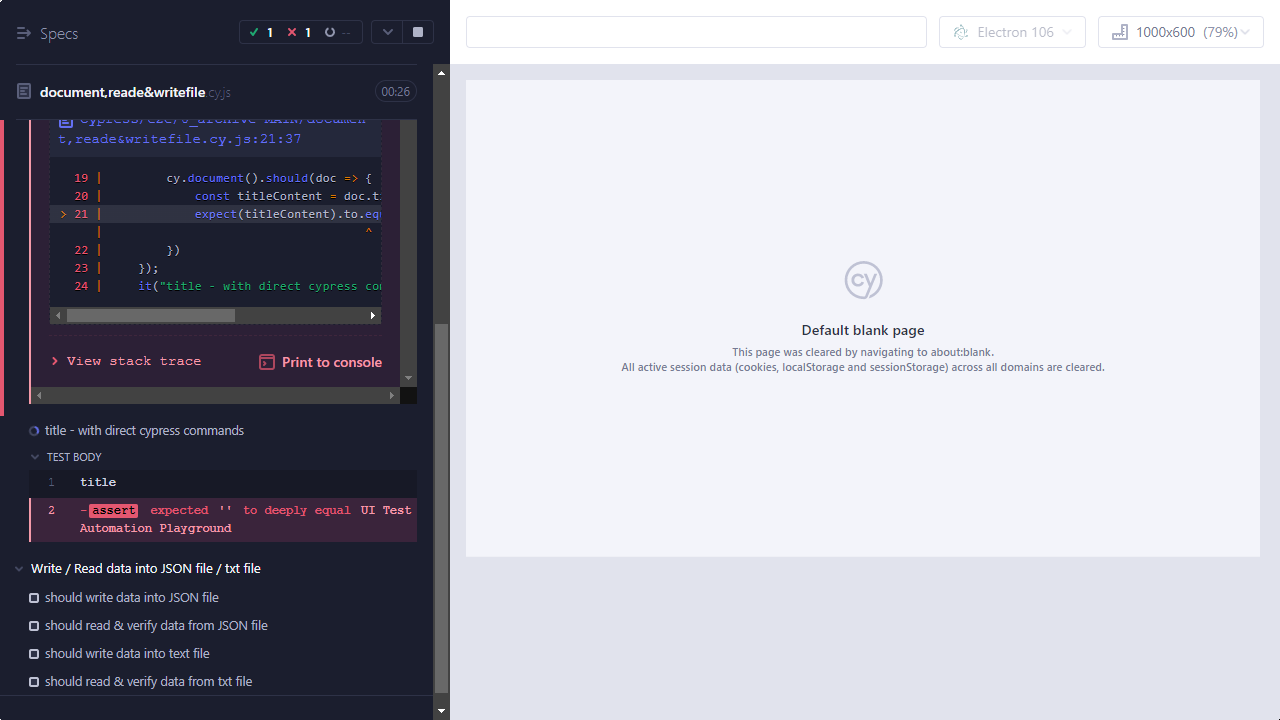 Specs
1 1 --
Electron 106
1000x600 (79%)
document,reade&writefile.cy.js
00:26
cypress/e2e/0_archive MAIN/documen
t,reade&writefile.cy.js:21:37
19 | cy.document().should(doc => {
20 | const titleContent = doc.ti
> 21 | expect(titleContent).to.equ
| ^
22 | })
23 | });
24 | it("title - with direct cypress com
View stack trace
Print to console
title - with direct cypress commands
TEST BODY
1 title
2 -assert expected '' to deeply equal UI Test
Automation Playground
Write / Read data into JSON file / txt file
should write data into JSON file
should read & verify data from JSON file
should write data into text file
should read & verify data from txt file
cy
Default blank page
This page was cleared by navigating to about:blank.
All active session data (cookies, localStorage and sessionStorage) across all domains are cleared.